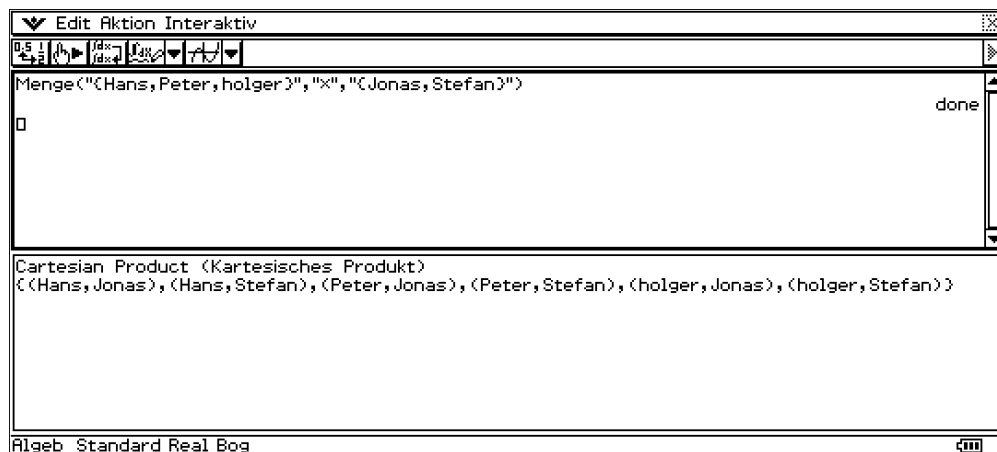 Edit Aktion Interaktiv
Menge("{Hans,Peter,holger}","×","{Jonas,Stefan}")
done
Cartesian Product (Kartesisches Produkt)
{(Hans,Jonas),(Hans,Stefan),(Peter,Jonas),(Peter,Stefan),(holger,Jonas),(holger,Stefan)}
Algeb Standard Real Bog